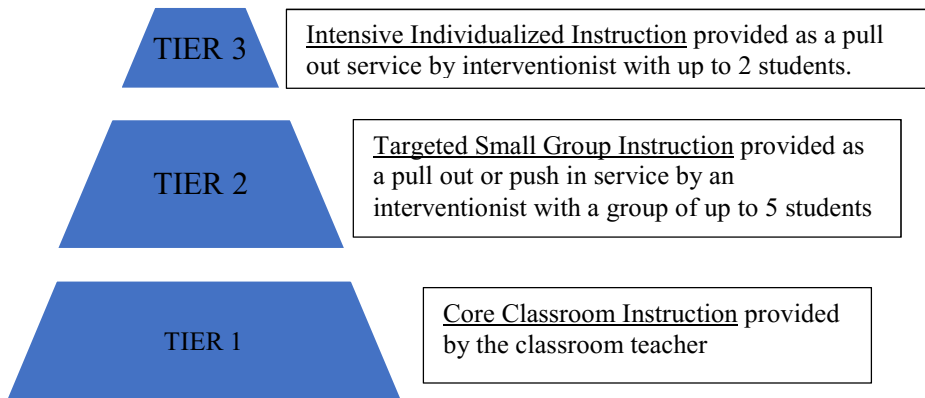 TIER 3
Intensive Individualized Instruction provided as a pull
out service by interventionist with up to 2 students.
TIER 2
Targeted Small Group Instruction provided as
a pull out or push in service by an
interventionist with a group of up to 5 students
TIER 1
Core Classroom Instruction provided
by the classroom teacher